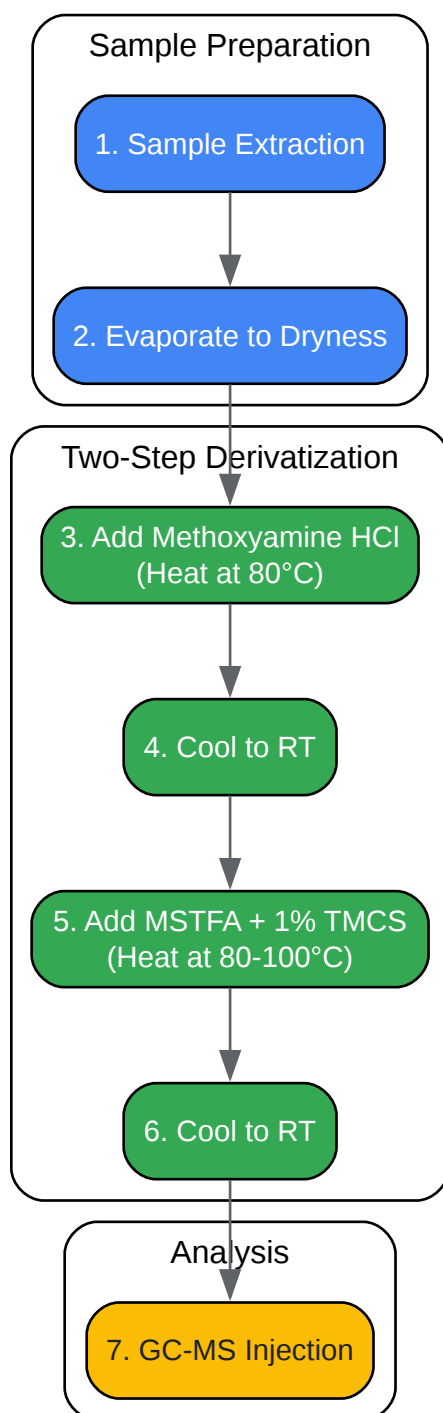 Sample Preparation
1. Sample Extraction
2. Evaporate to Dryness
Two-Step Derivatization
3. Add Methoxyamine HCl
(Heat at 80°C)
4. Cool to RT
5. Add MSTFA + 1% TMCS
(Heat at 80-100°C)
6. Cool to RT
Analysis
7. GC-MS Injection